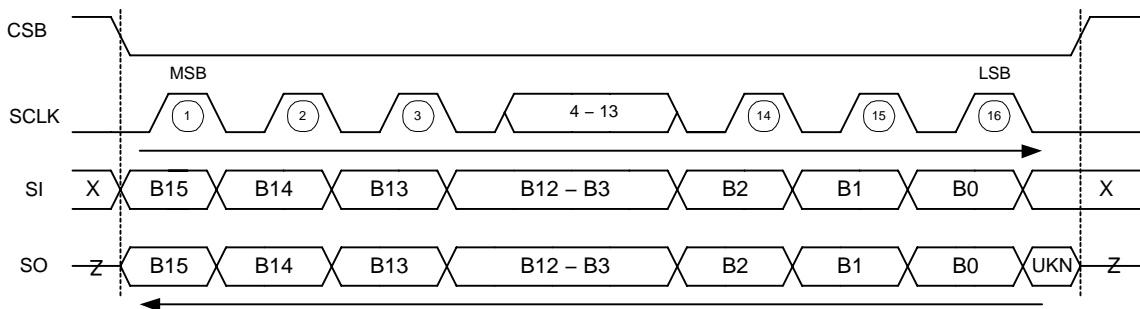 CSB
MSB LSB
SCLK 1 2 3 4 – 13 14 15 16
SI X B15 B14 B13 B12 – B3 B2 B1 B0 X
SO Z B15 B14 B13 B12 – B3 B2 B1 B0 UKN Z